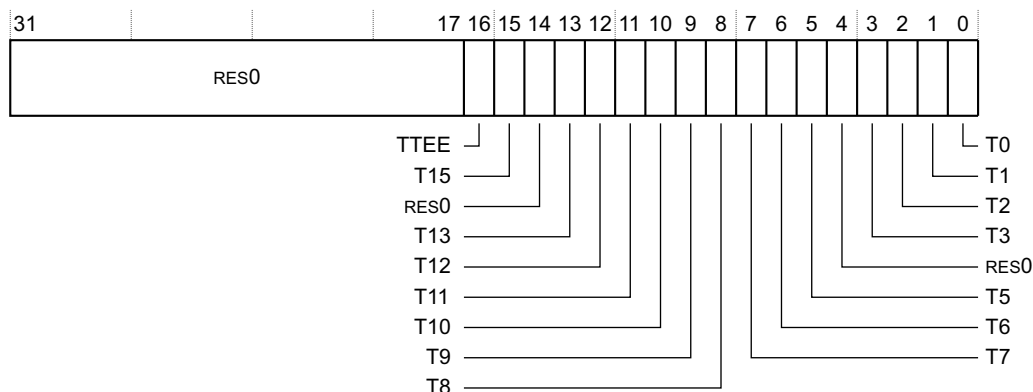 31 17 16 15 14 13 12 11 10 9 8 7 6 5 4 3 2 1 0
RES0
TTEE T0
T15 T1
RES0 T2
T13 T3
T12 RES0
T11 T5
T10 T6
T9 T7
T8